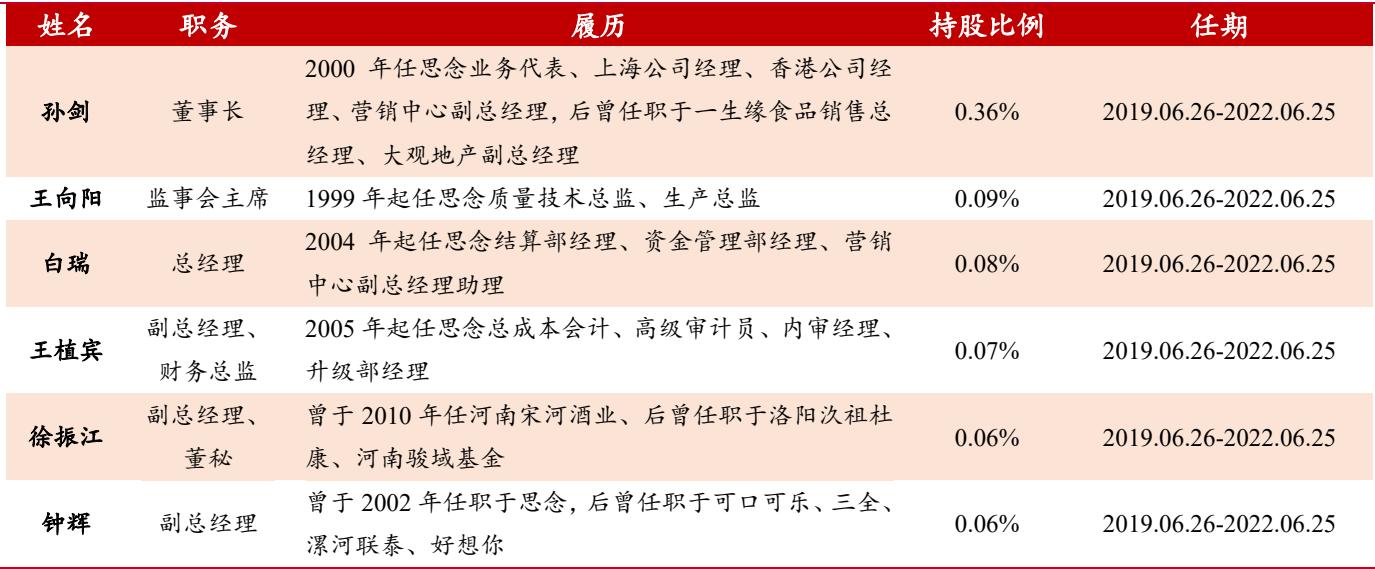 姓名 职务 履历 持股比例 任期
2000 年任思念业务代表、上海公司经理、香港公司经
孙剑 董事长 理、营销中心副总经理，后曾任职于一生缘食品销售总 0.36% 2019.06.26-2022.06.25
经理、大观地产副总经理
王向阳 监事会主席 1999 年起任思念质量技术总监、生产总监 0.09% 2019.06.26-2022.06.25
2004 年起任思念结算部经理、资金管理部经理、营销
白瑞 总经理 0.08% 2019.06.26-2022.06.25
中心副总经理助理
副总经理、 2005 年起任思念总成本会计、高级审计员、内审经理、
王植宾 0.07% 2019.06.26-2022.06.25
财务总监 升级部经理
副总经理、 曾于 2010 年任河南宋河酒业、后曾任职于洛阳汣祖杜
徐振江 0.06% 2019.06.26-2022.06.25
董秘 康、河南骏域基金
曾于 2002 年任职于思念，后曾任职于可口可乐、三全、
钟辉 副总经理 0.06% 2019.06.26-2022.06.25
漯河联泰、好想你